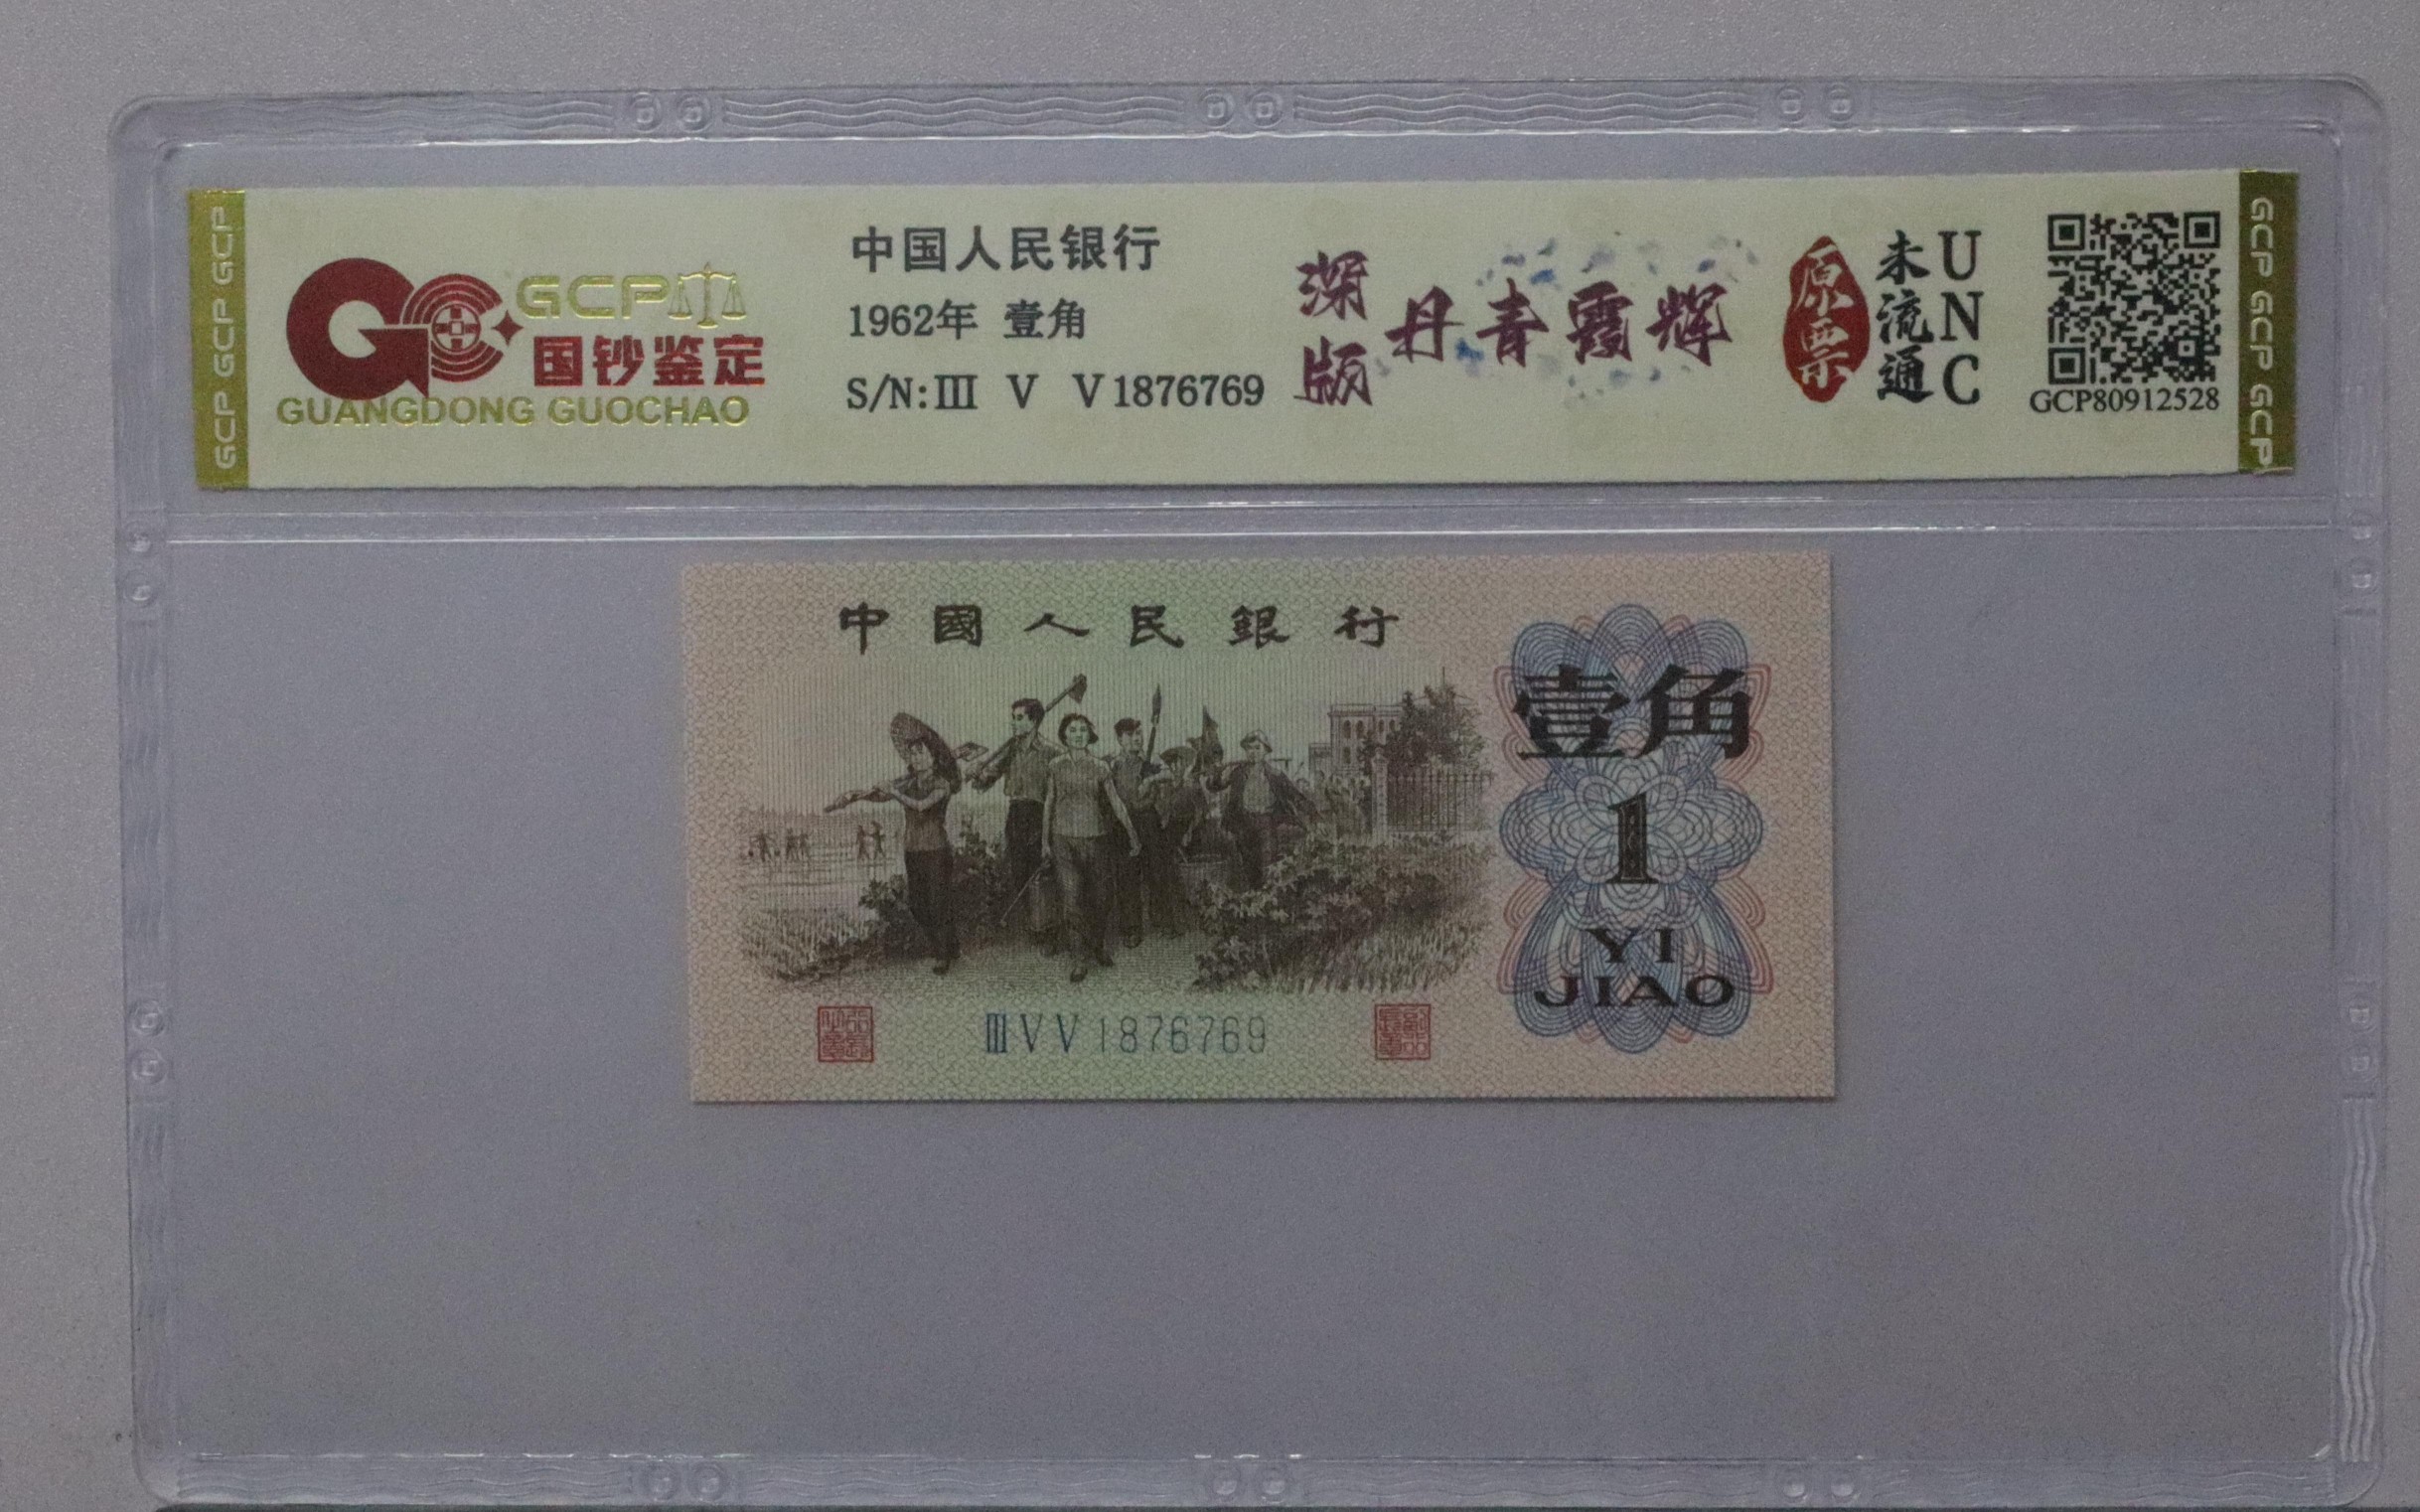 GCP GCP GCP
GCP
国钞鉴定
GUANGDONG GUOCHAO
中国人民银行
1962年 壹角
S/N:Ⅲ Ⅴ Ⅴ1876769
深版
丹青霞辉
原票
未流通
UNC
GCP80912528
GCP GCP GCP
中國人民銀行
壹角
1
YI
JIAO
ⅢⅤⅤ1876769